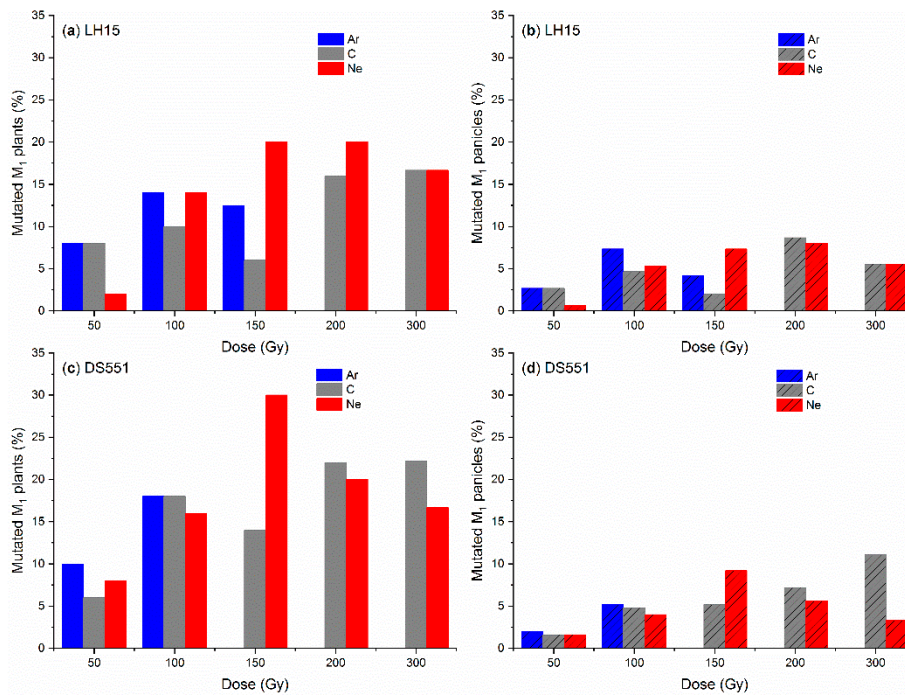 (a) LH15
Ar
C
Ne
Mutated M1 plants (%)
35
30
25
20
15
10
5
0
50 100 150 200 300
Dose (Gy)
(b) LH15
Ar
C
Ne
Mutated M1 panicles (%)
35
30
25
20
15
10
5
0
50 100 150 200 300
Dose (Gy)
(c) DS551
Ar
C
Ne
Mutated M1 plants (%)
35
30
25
20
15
10
5
0
50 100 150 200 300
Dose (Gy)
(d) DS551
Ar
C
Ne
Mutated M1 panicles (%)
35
30
25
20
15
10
5
0
50 100 150 200 300
Dose (Gy)